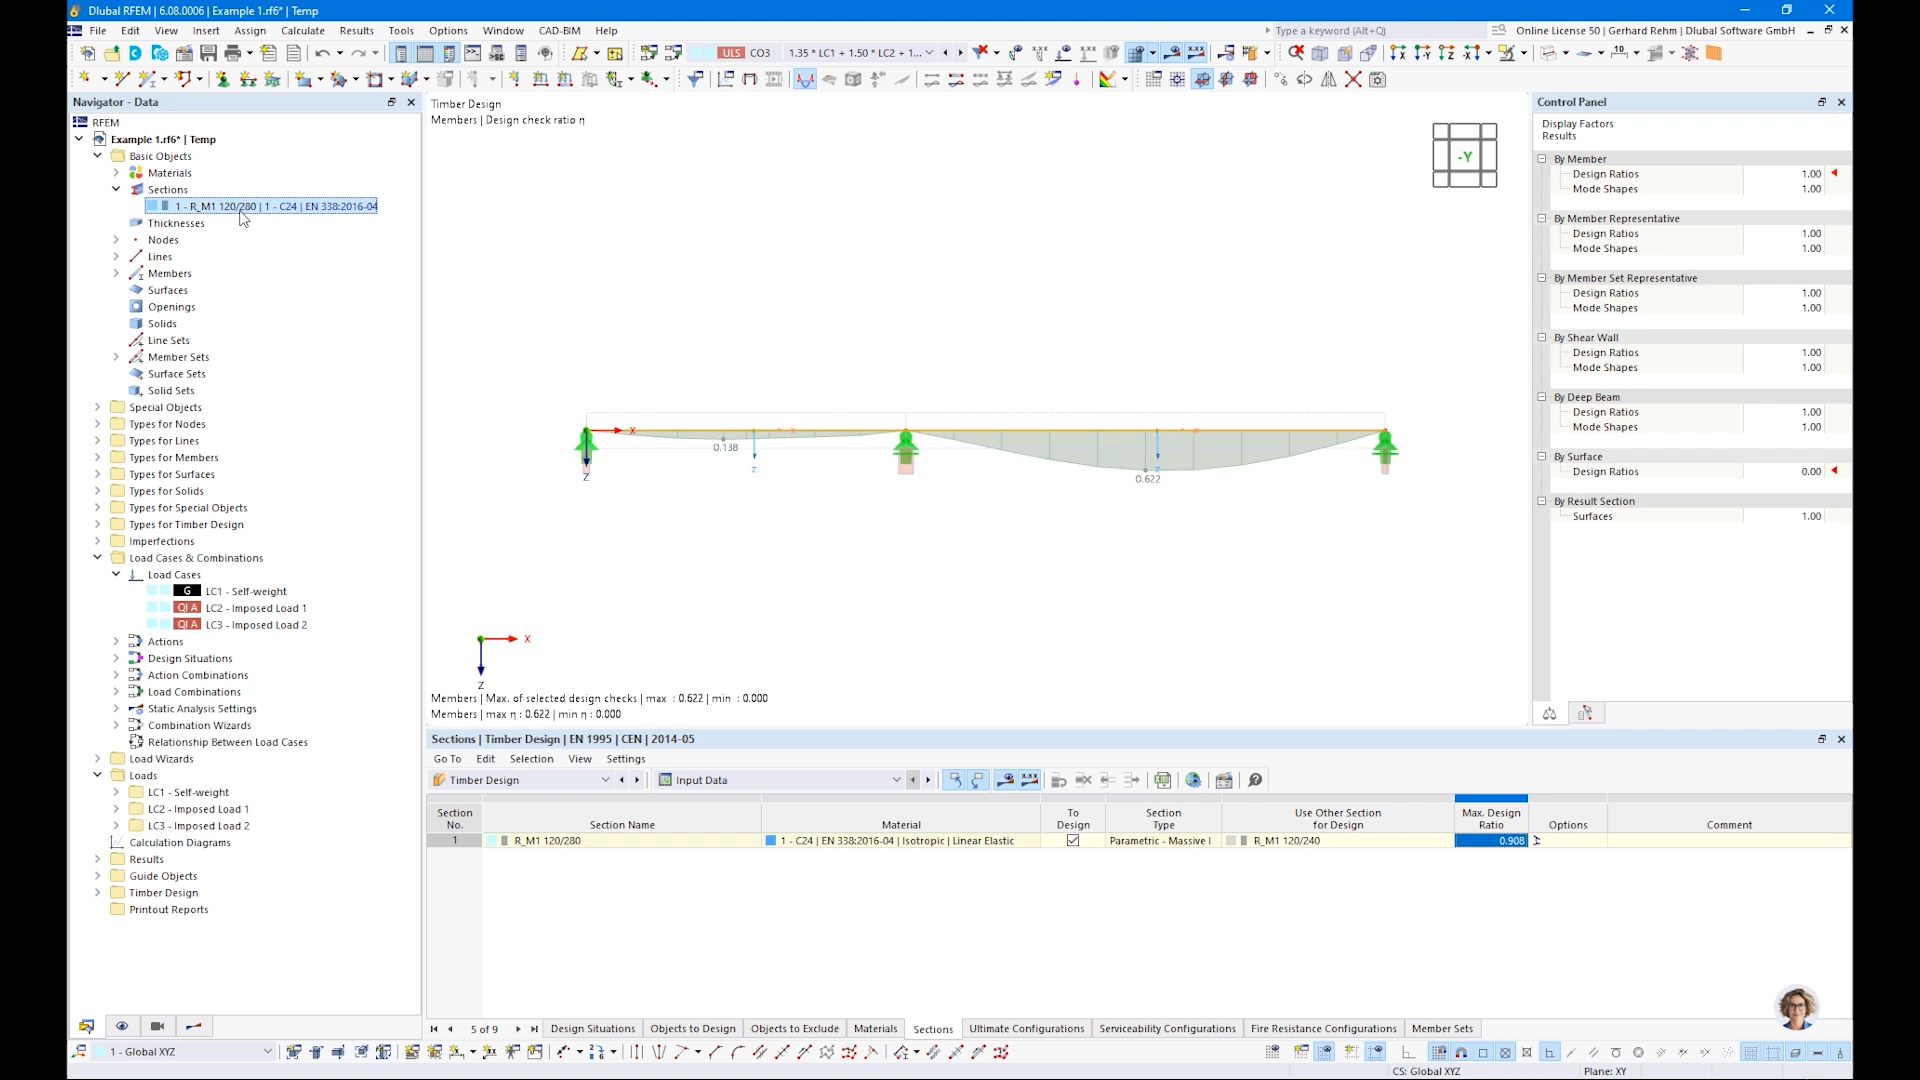 Dlubal RFEM | 6.08.0006 | Example 1.rf6* | Temp
File Edit View Insert Assign Calculate Results Tools Options Window CAD-BIM Help
Type a keyword (Alt+Q)
Online License 50 | Gerhard Rehm | Dlubal Software GmbH
ULS CO3 1.35 * LC1 + 1.50 * LC2 + 1...
Navigator - Data
RFEM
Example 1.rf6* | Temp
Basic Objects
Materials
Sections
1 - R_M1 120/280 | 1 - C24 | EN 338:2016-04
Thicknesses
Nodes
Lines
Members
Surfaces
Openings
Solids
Line Sets
Member Sets
Surface Sets
Solid Sets
Special Objects
Types for Nodes
Types for Lines
Types for Members
Types for Surfaces
Types for Solids
Types for Special Objects
Types for Timber Design
Imperfections
Load Cases & Combinations
Load Cases
G LC1 - Self-weight
QI A LC2 - Imposed Load 1
QI A LC3 - Imposed Load 2
Actions
Design Situations
Action Combinations
Load Combinations
Static Analysis Settings
Combination Wizards
Relationship Between Load Cases
Load Wizards
Loads
LC1 - Self-weight
LC2 - Imposed Load 1
LC3 - Imposed Load 2
Calculation Diagrams
Results
Guide Objects
Timber Design
Printout Reports
1 - Global XYZ
Timber Design
Members | Design check ratio η
-Y
X
0.138
Z
z
z
0.622
X
Z
Members | Max. of selected design checks | max : 0.622 | min : 0.000
Members | max η : 0.622 | min η : 0.000
Control Panel
Display Factors
Results
By Member
Design Ratios 1.00
Mode Shapes 1.00
By Member Representative
Design Ratios 1.00
Mode Shapes 1.00
By Member Set Representative
Design Ratios 1.00
Mode Shapes 1.00
By Shear Wall
Design Ratios 1.00
Mode Shapes 1.00
By Deep Beam
Design Ratios 1.00
Mode Shapes 1.00
By Surface
Design Ratios 0.00
By Result Section
Surfaces 1.00
Sections | Timber Design | EN 1995 | CEN | 2014-05
Go To Edit Selection View Settings
Timber Design Input Data
Section No. Section Name Material To Design Section Type Use Other Section for Design Max. Design Ratio Options Comment
1 R_M1 120/280 1 - C24 | EN 338:2016-04 | Isotropic | Linear Elastic Parametric - Massive I R_M1 120/240 0.908
5 of 9 Design Situations Objects to Design Objects to Exclude Materials Sections Ultimate Configurations Serviceability Configurations Fire Resistance Configurations Member Sets
CS: Global XYZ Plane: XY